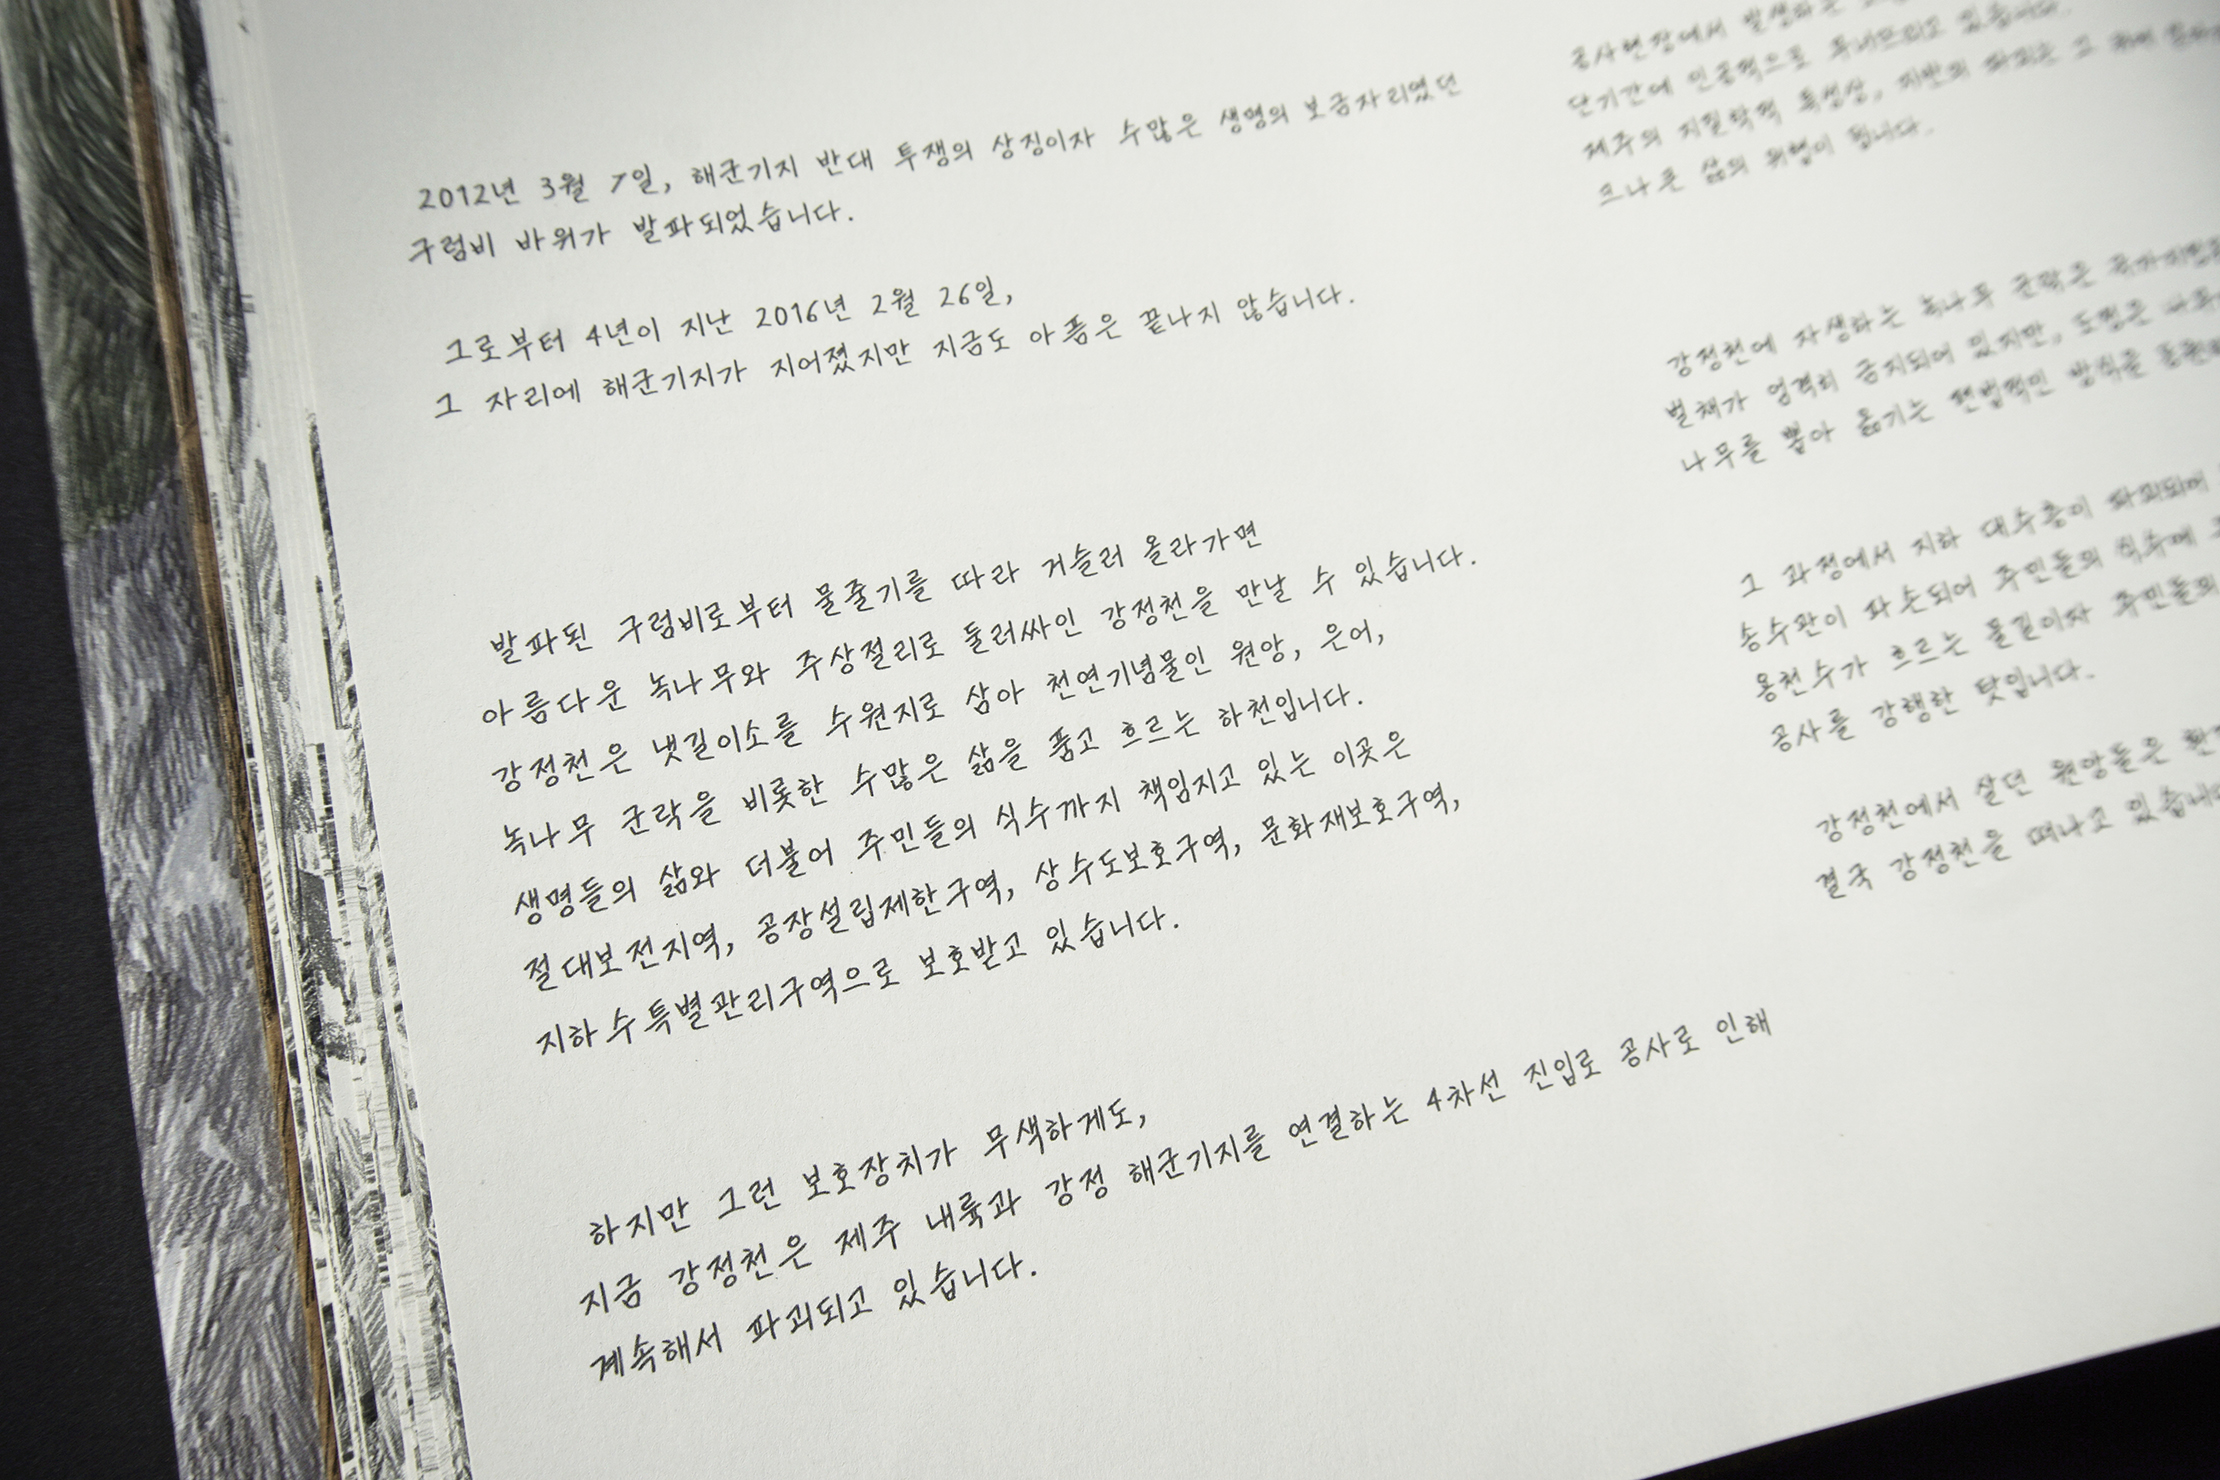 2012년 3월 7일, 해군기지 반대 투쟁의 상징이자 수많은 생명의 보금자리였던
구럼비 바위가 발파되었습니다.
그로부터 4년이 지난 2016년 2월 26일,
그 자리에 해군기지가 지어졌지만 지금도 아픔은 끝나지 않습니다.
발파된 구럼비로부터 물줄기를 따라 거슬러 올라가면
아름다운 녹나무와 주상절리로 둘러싸인 강정천을 만날 수 있습니다.
강정천은 냇길이소를 수원지로 삼아 천연기념물인 원앙, 은어,
녹나무 군락을 비롯한 수많은 삶을 품고 흐르는 하천입니다.
생명들의 삶와 더불어 주민들의 식수까지 책임지고 있는 이곳은
절대보전지역, 공장설립제한구역, 상수도보호구역, 문화재보호구역,
지하수특별관리구역으로 보호받고 있습니다.
하지만 그런 보호장치가 무색하게도,
지금 강정천은 제주 내륙과 강정 해군기지를 연결하는 4차선 진입로 공사로 인해
계속해서 파괴되고 있습니다.
공사현장에서 발생하는
단기간에 인공적으로 있습니다.
제주의 지질학적 특성상, 지반의 파괴는 그 위에
크나큰 삶의 위협이 됩니다.
강정천에 자생하는 녹나무 군락은
벌채가 엄격히 금지되어 있지만, 도정은
나무를 뽑아 옮기는 편법적인 방식을
그 과정에서 지하 대수층이 파괴되어
송수관이 파손되어 주민들의 식수에
용천수가 흐르는 물길이자 주민들의
공사를 강행한 탓입니다.
강정천에서 살던 원앙들은
결국 강정천을 떠나고 있습니다